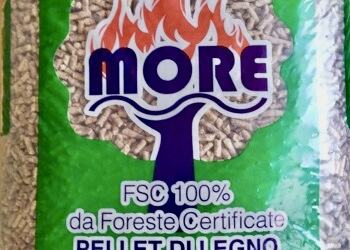 MORE
FSC 100%
da Foreste Certificate
PELLET DI LEGNO